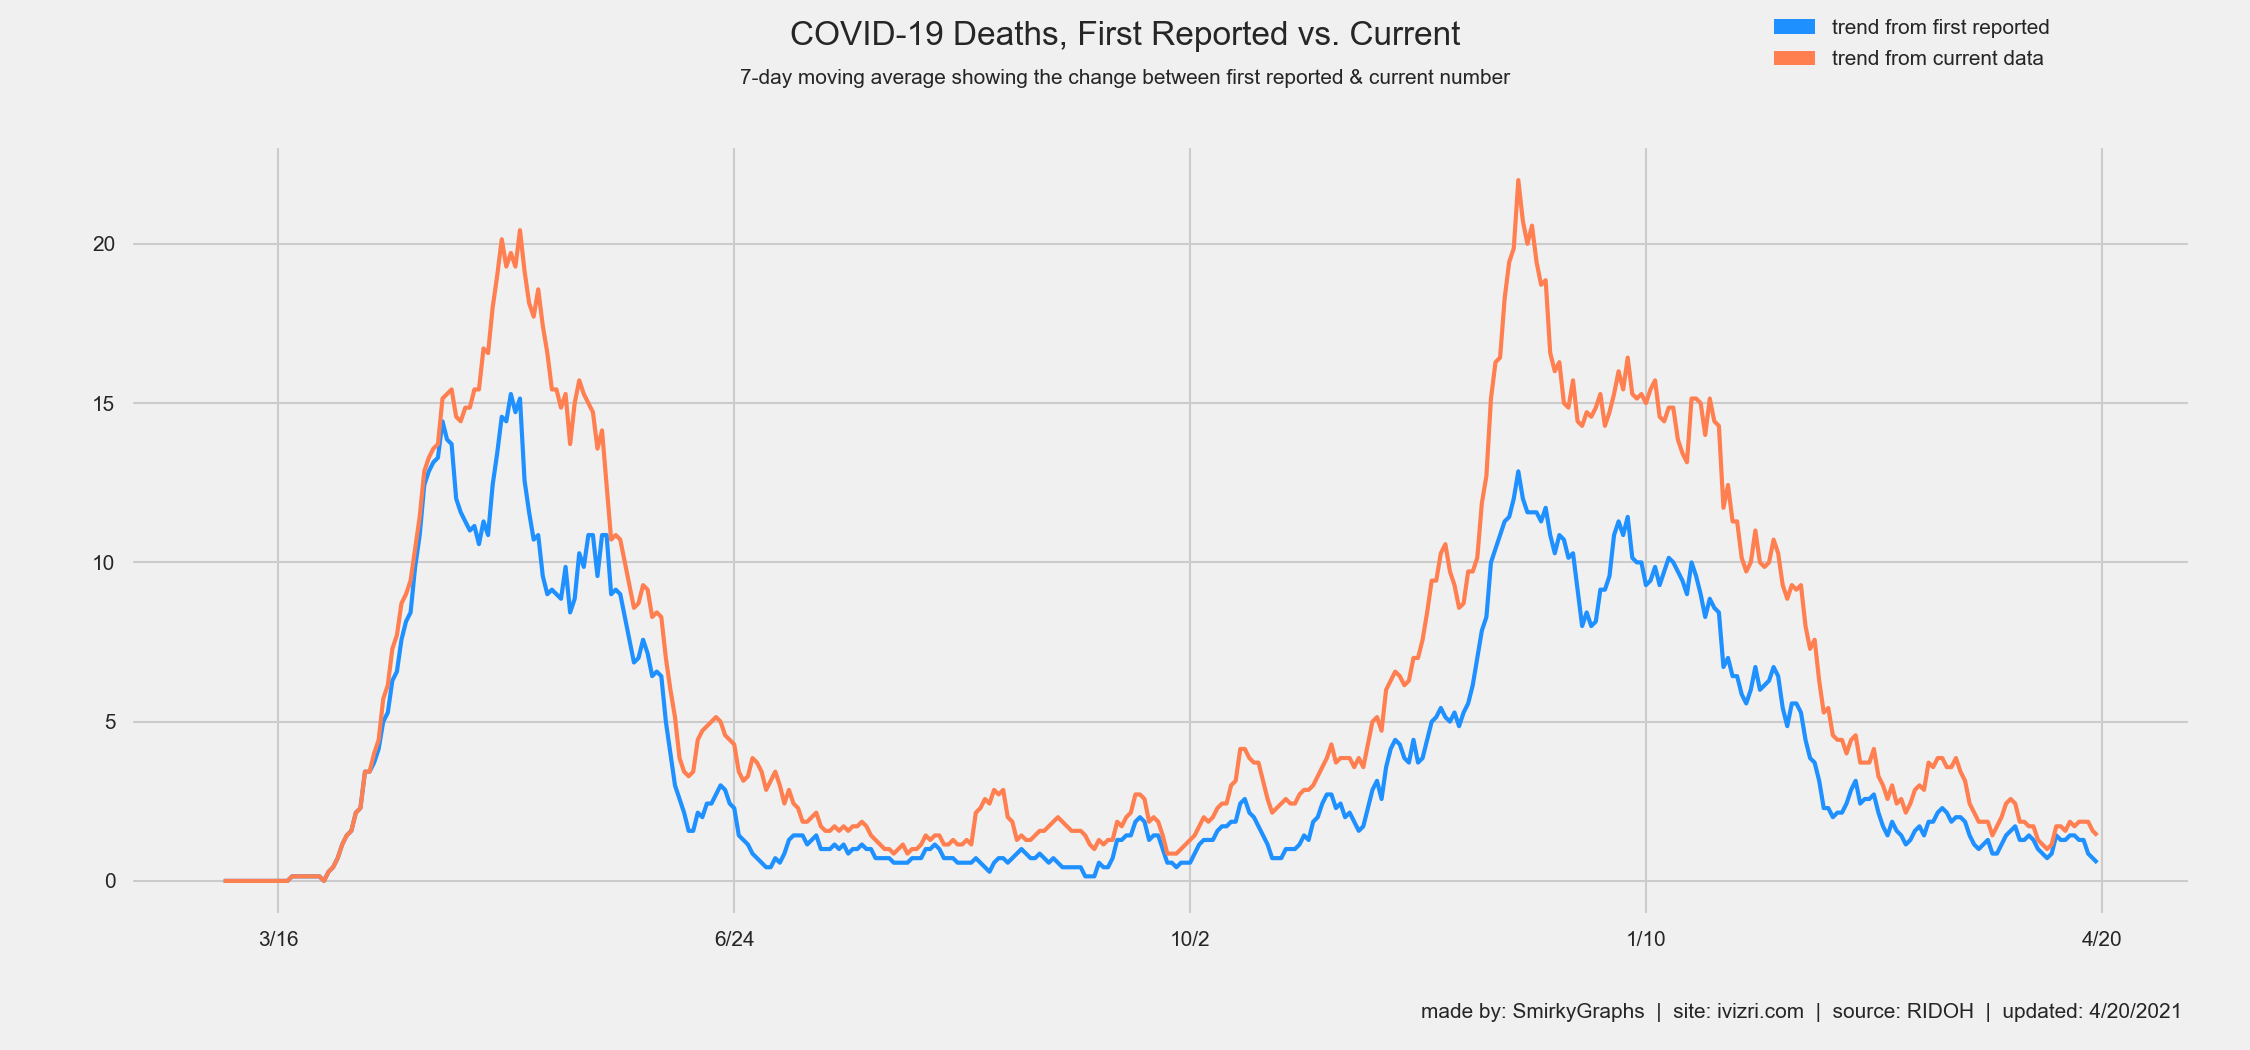 COVID-19 Deaths, First Reported vs. Current
7-day moving average showing the change between first reported & current number
trend from first reported
trend from current data
20
15
10
5
0
3/16
6/24
10/2
1/10
4/20
made by: SmirkyGraphs | site: ivizri.com | source: RIDOH | updated: 4/20/2021